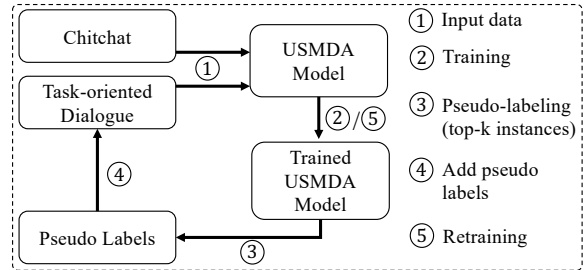 Chitchat
Task-oriented
Dialogue
①
USMDA
Model
②/⑤
Trained
USMDA
Model
③
Pseudo Labels
④
① Input data
② Training
③ Pseudo-labeling
(top-k instances)
④ Add pseudo
labels
⑤ Retraining